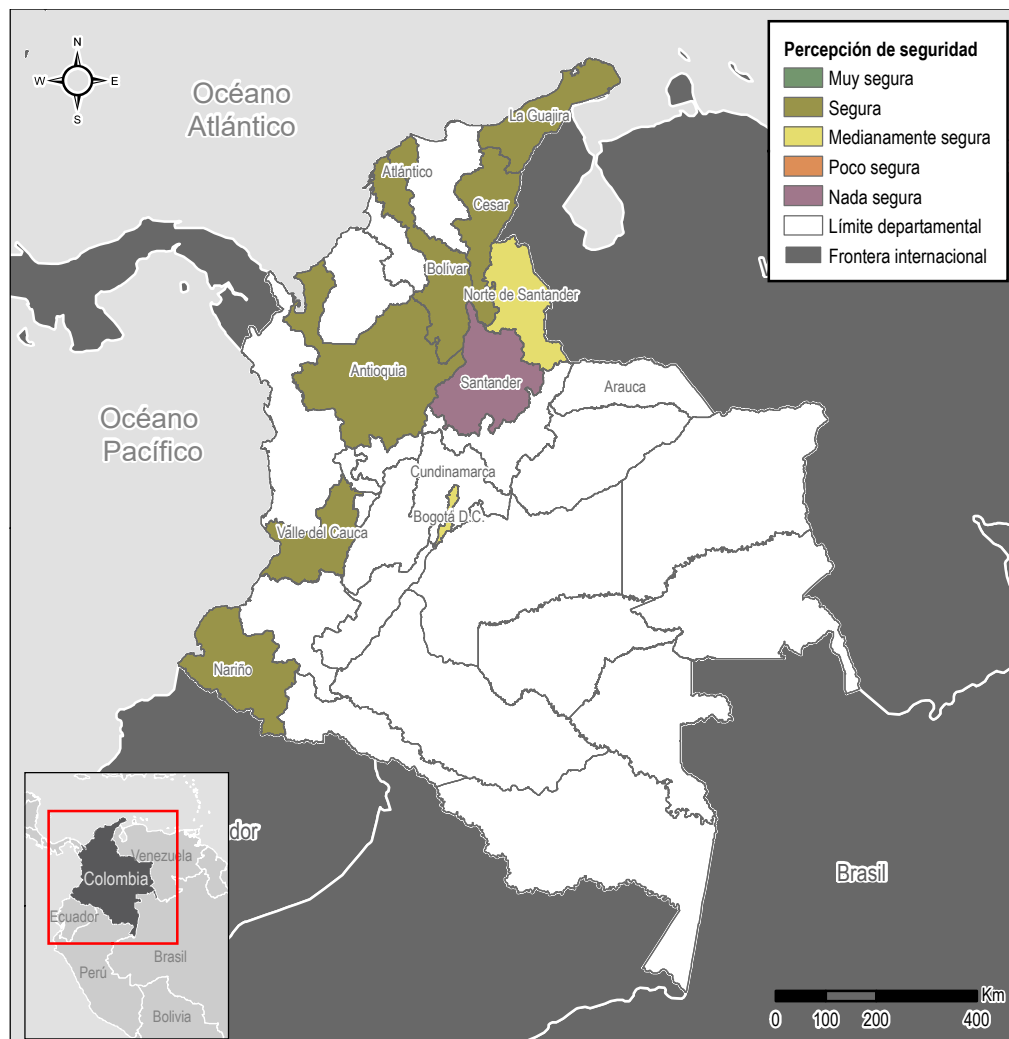 N
W
E
S
Océano
Atlántico
Percepción de seguridad
Muy segura
Segura
Medianamente segura
Poco segura
Nada segura
Límite departamental
Frontera internacional
La Guajira
Atlántico
Cesar
Bolívar
Norte de Santander
Antioquia
Santander
Arauca
Océano
Pacífico
Cundinamarca
Bogotá D.C.
Valle del Cauca
Nariño
dor
Brasil
Venezuela
Colombia
Ecuador
Brasil
Perú
Bolivia
Km
0 100 200 400